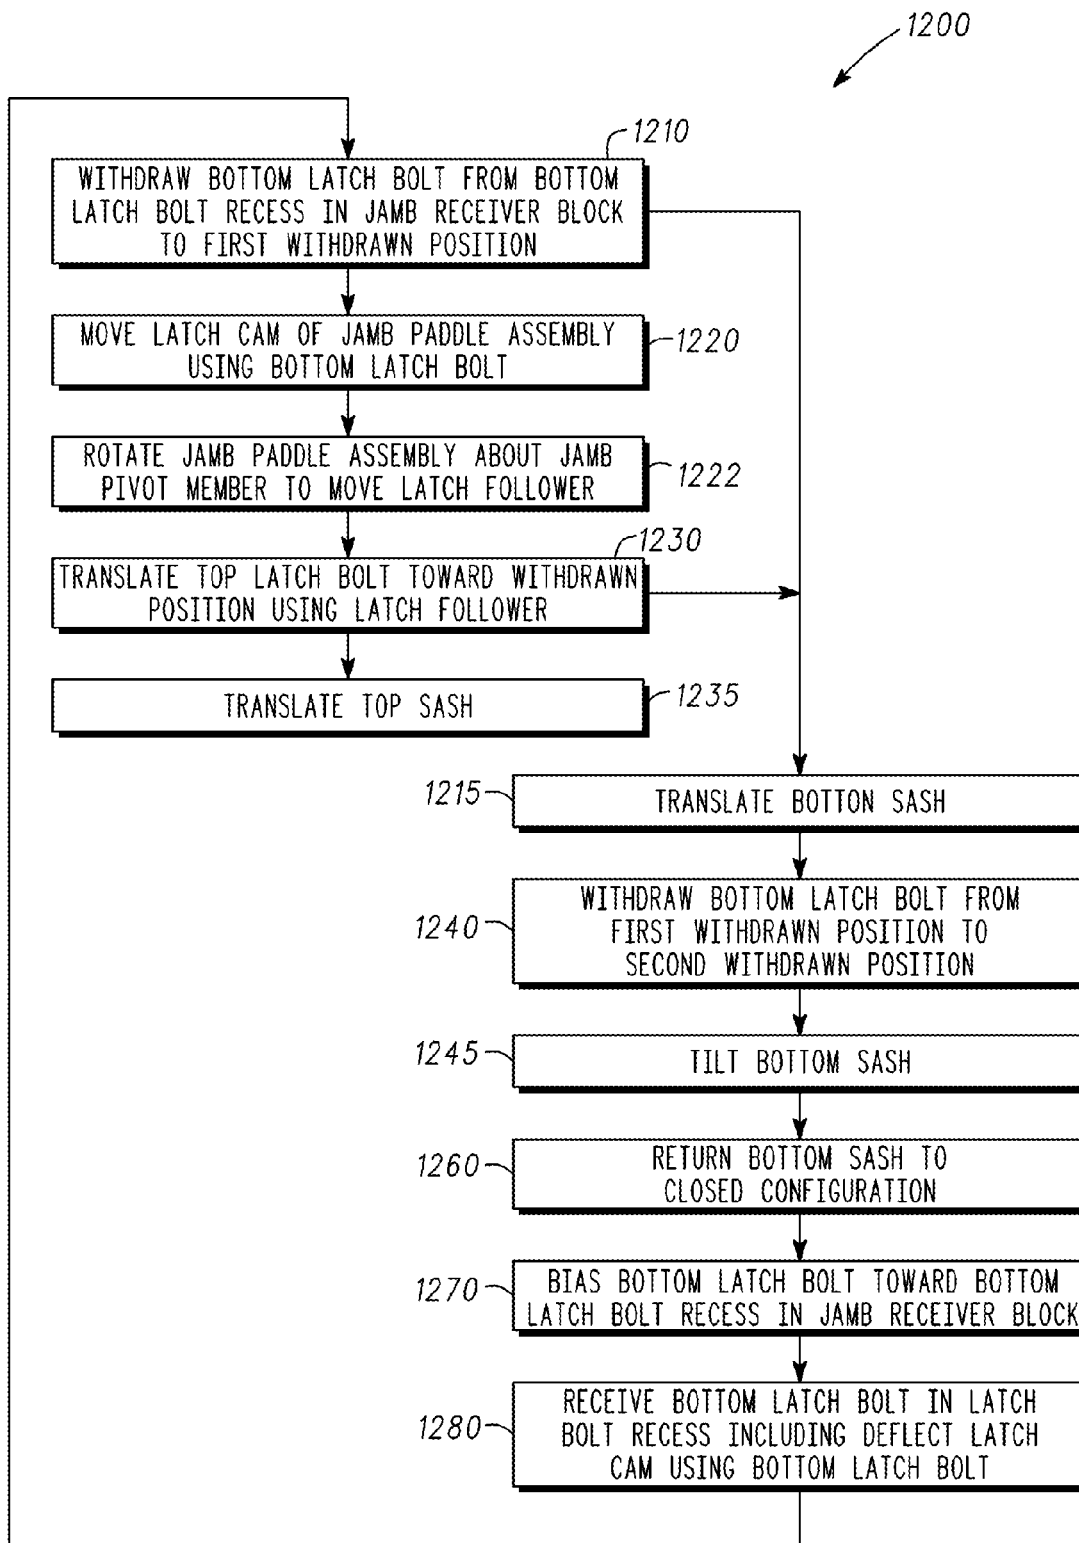 1200
1210
WITHDRAW BOTTOM LATCH BOLT FROM BOTTOM
LATCH BOLT RECESS IN JAMB RECEIVER BLOCK
TO FIRST WITHDRAWN POSITION
MOVE LATCH CAM OF JAMB PADDLE ASSEMBLY
USING BOTTOM LATCH BOLT
1220
ROTATE JAMB PADDLE ASSEMBLY ABOUT JAMB
PIVOT MEMBER TO MOVE LATCH FOLLOWER
1222
1230
TRANSLATE TOP LATCH BOLT TOWARD WITHDRAWN
POSITION USING LATCH FOLLOWER
TRANSLATE TOP SASH
1235
1215
TRANSLATE BOTTON SASH
1240
WITHDRAW BOTTOM LATCH BOLT FROM
FIRST WITHDRAWN POSITION TO
SECOND WITHDRAWN POSITION
1245
TILT BOTTOM SASH
1260
RETURN BOTTOM SASH TO
CLOSED CONFIGURATION
1270
BIAS BOTTOM LATCH BOLT TOWARD BOTTOM
LATCH BOLT RECESS IN JAMB RECEIVER BLOCK
1280
RECEIVE BOTTOM LATCH BOLT IN LATCH
BOLT RECESS INCLUDING DEFLECT LATCH
CAM USING BOTTOM LATCH BOLT